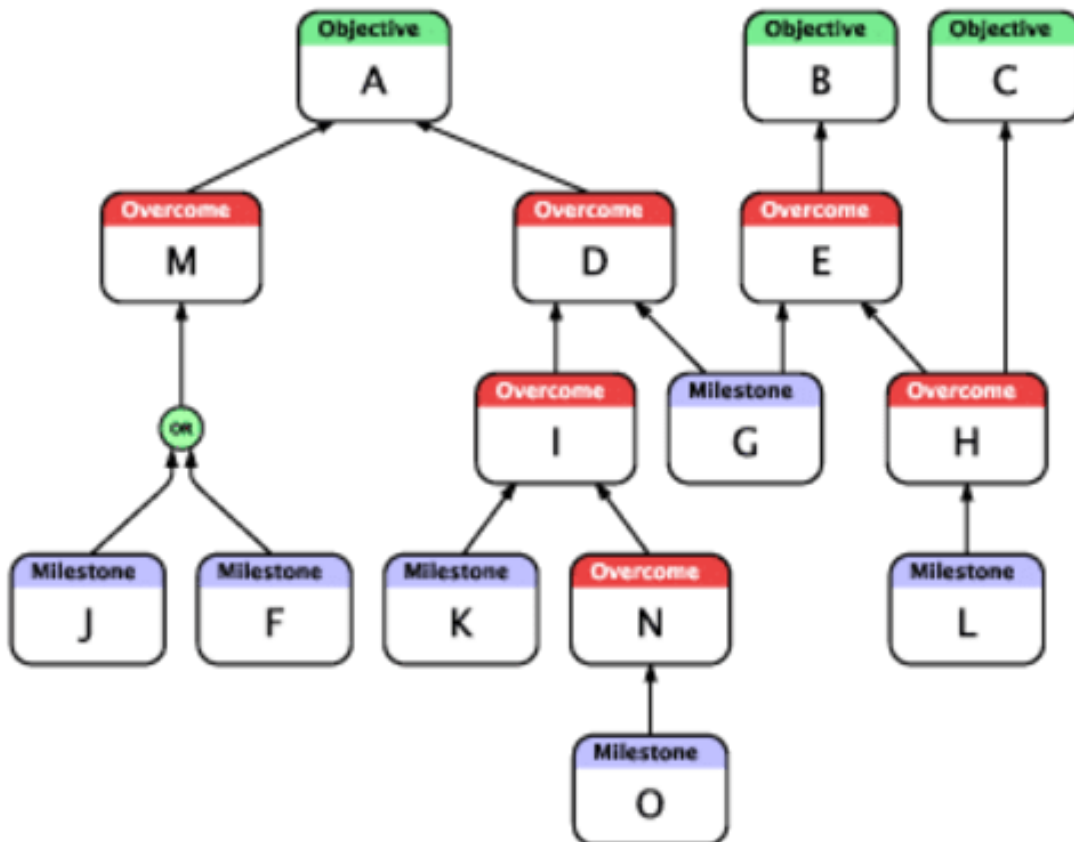 Objective
A
Objective
B
Objective
C
Overcome
M
Overcome
D
Overcome
E
Overcome
I
Milestone
G
Overcome
H
OR
Milestone
J
Milestone
F
Milestone
K
Overcome
N
Milestone
L
Milestone
O